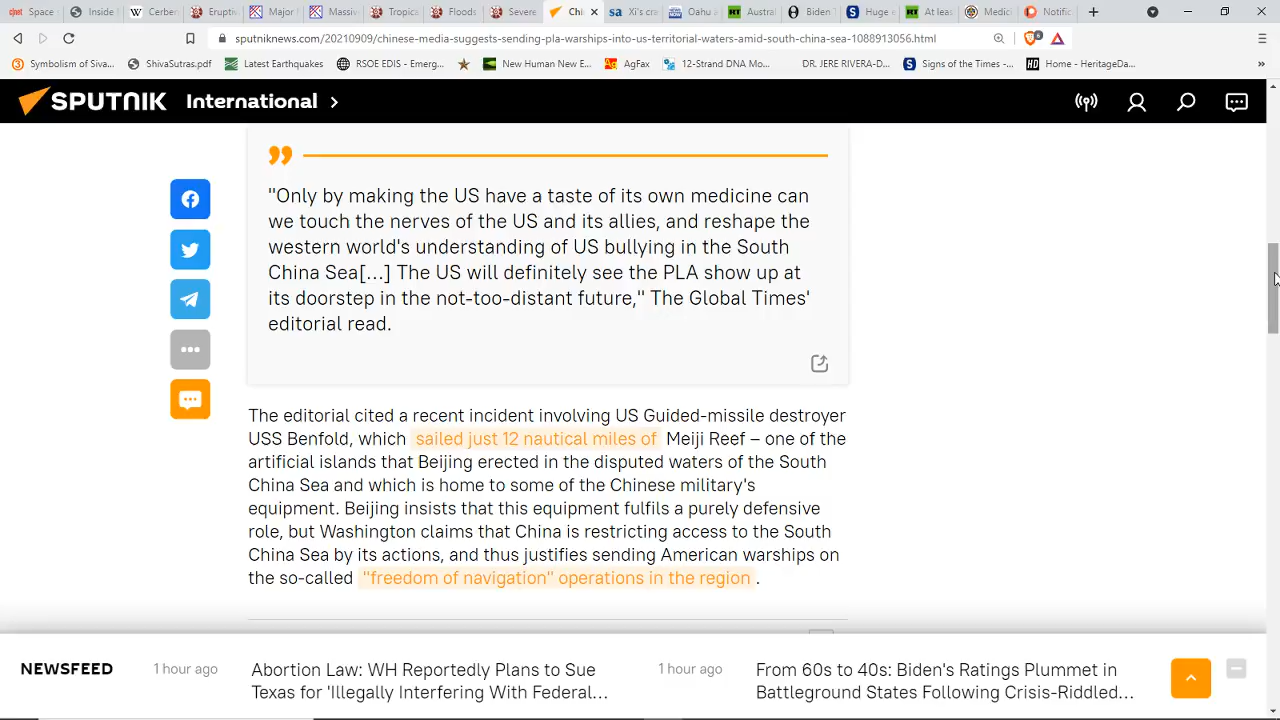 Space
Inside
Cerber
Erupti
Major
Massiv
Tropica
Floods
Severe
Chi
Xi's cra
Oahu
Austral
Biden
Huge
At leas
Medic
Notific
sputniknews.com/20210909/chinese-media-suggests-sending-pla-warships-into-us-territorial-waters-amid-south-china-sea-1088913056.html
Symbolism of Siva...
ShivaSutras.pdf
Latest Earthquakes
RSOE EDIS - Emerg...
New Human New E...
AgFax
12-Strand DNA Mo...
DR. JERE RIVERA-D...
Signs of the Times -...
Home - HeritageDa...
SPUTNIK International
"Only by making the US have a taste of its own medicine can
we touch the nerves of the US and its allies, and reshape the
western world's understanding of US bullying in the South
China Sea[...] The US will definitely see the PLA show up at
its doorstep in the not-too-distant future," The Global Times'
editorial read.
The editorial cited a recent incident involving US Guided-missile destroyer
USS Benfold, which sailed just 12 nautical miles of Meiji Reef – one of the
artificial islands that Beijing erected in the disputed waters of the South
China Sea and which is home to some of the Chinese military's
equipment. Beijing insists that this equipment fulfils a purely defensive
role, but Washington claims that China is restricting access to the South
China Sea by its actions, and thus justifies sending American warships on
the so-called "freedom of navigation" operations in the region .
NEWSFEED
1 hour ago
Abortion Law: WH Reportedly Plans to Sue
Texas for 'Illegally Interfering With Federal...
1 hour ago
From 60s to 40s: Biden's Ratings Plummet in
Battleground States Following Crisis-Riddled...